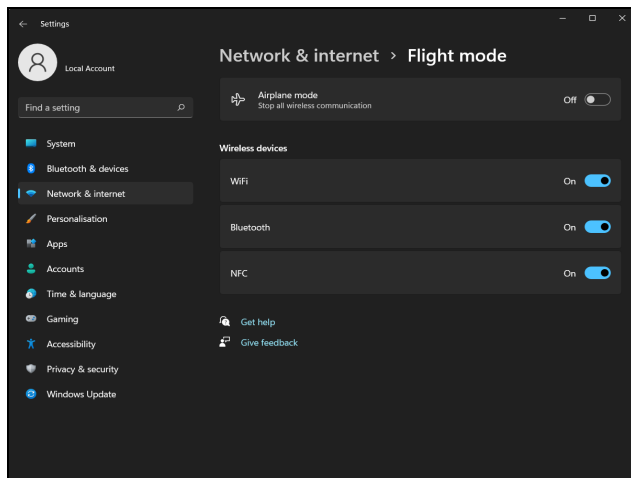 Settings
Local Account
Find a setting
System
Bluetooth & devices
Network & internet
Personalisation
Apps
Accounts
Time & language
Gaming
Accessibility
Privacy & security
Windows Update
Network & internet > Flight mode
Airplane mode
Stop all wireless communication
Off
Wireless devices
WiFi On
Bluetooth On
NFC On
Get help
Give feedback